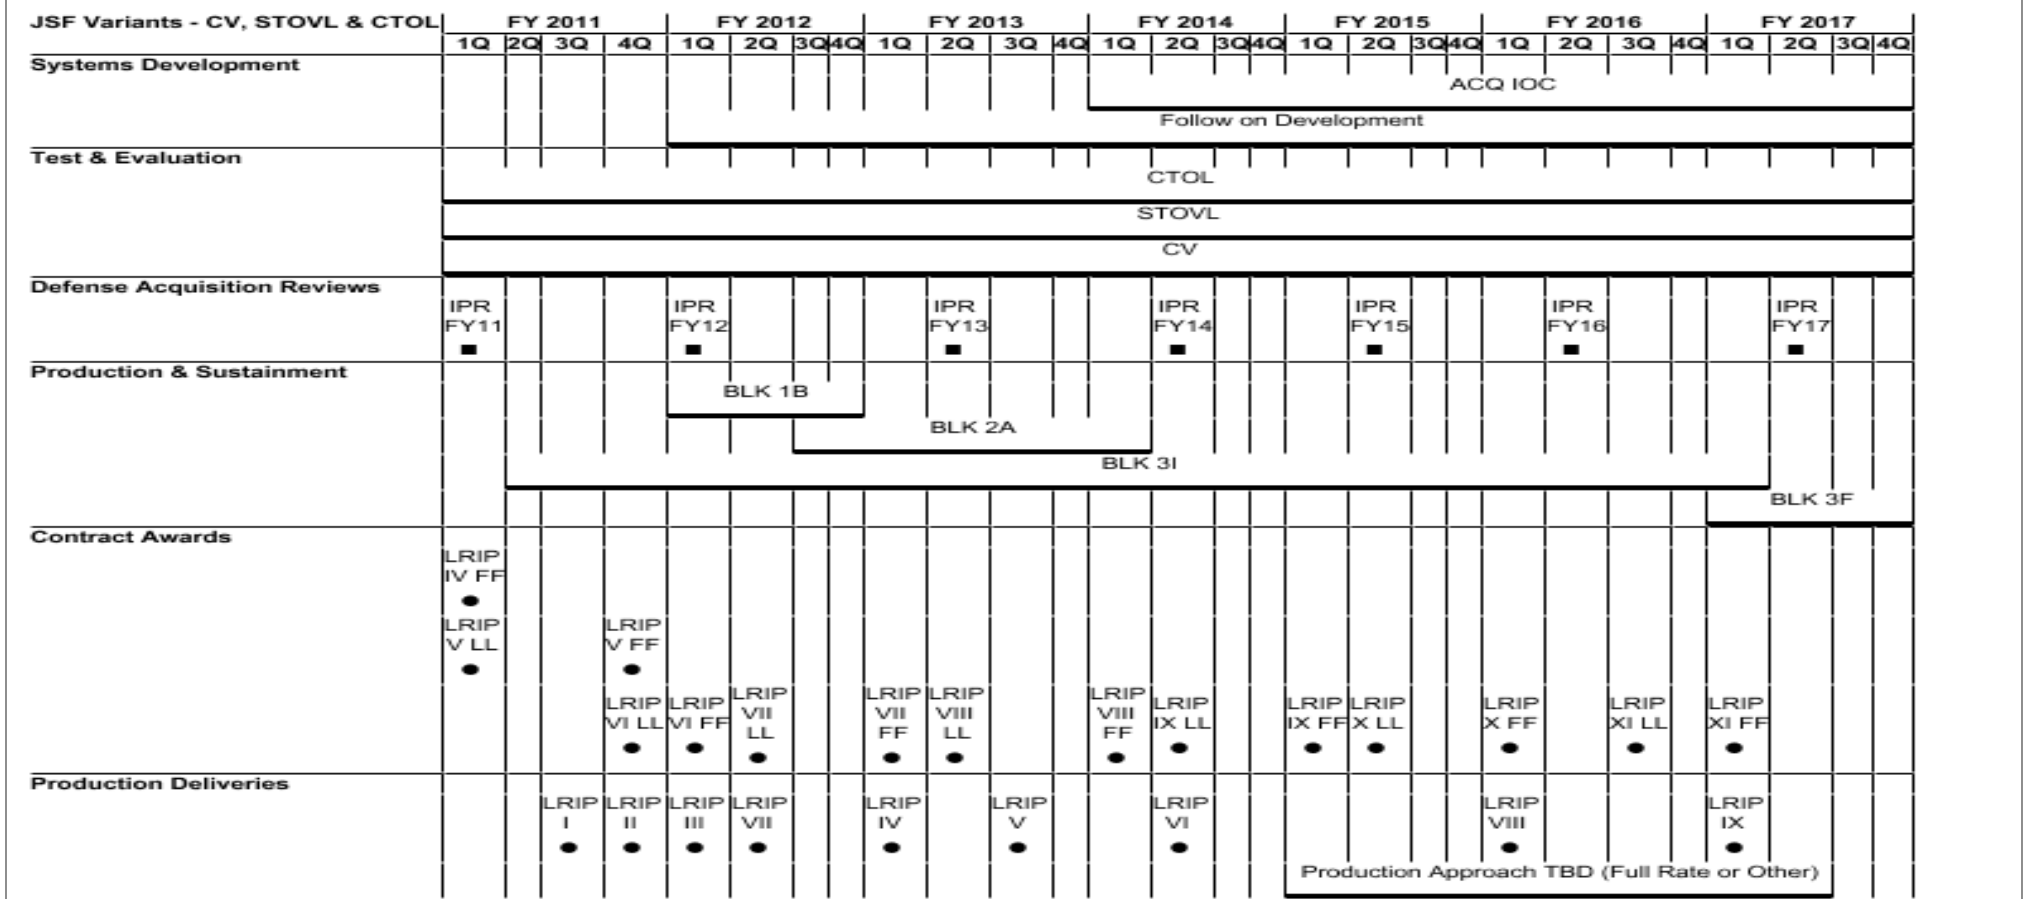 JSF Variants - CV, STOVL & CTOL FY 2011 FY 2012 FY 2013 FY 2014 FY 2015 FY 2016 FY 2017
1Q 2Q 3Q 4Q 1Q 2Q 3Q 4Q 1Q 2Q 3Q 4Q 1Q 2Q 3Q 4Q 1Q 2Q 3Q 4Q 1Q 2Q 3Q 4Q 1Q 2Q 3Q 4Q
Systems Development
ACQ IOC
Follow on Development
Test & Evaluation
CTOL
STOVL
CV
Defense Acquisition Reviews
IPR IPR IPR IPR IPR IPR IPR
FY11 FY12 FY13 FY14 FY15 FY16 FY17
Production & Sustainment
BLK 1B
BLK 2A
BLK 3I
BLK 3F
Contract Awards
LRIP
IV FF
LRIP LRIP
V LL V FF
LRIP LRIP LRIP LRIP LRIP LRIP LRIP LRIP LRIP LRIP LRIP LRIP
VI LL VI FF VII LL VII FF VIII LL VIII FF IX LL IX FF X LL X FF XI LL XI FF
Production Deliveries
LRIP LRIP LRIP LRIP LRIP LRIP LRIP LRIP LRIP
I II III VII IV V VI VIII IX
Production Approach TBD (Full Rate or Other)